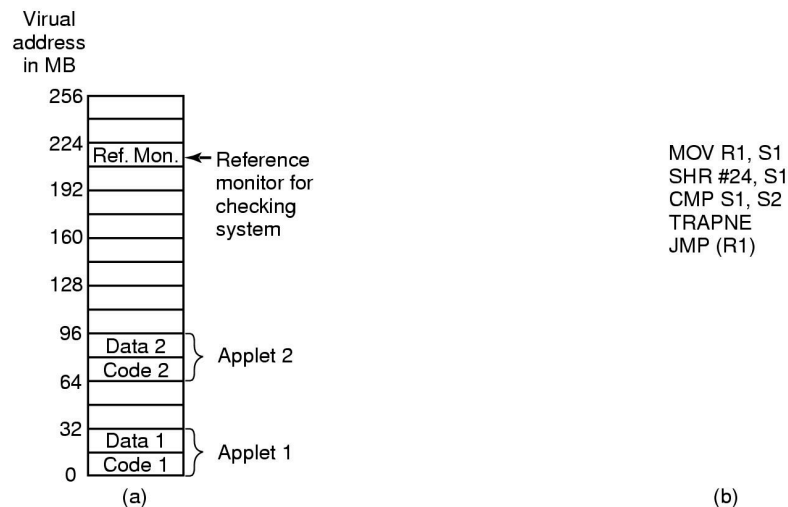 Virual
address
in MB
256
224
Ref. Mon.
Reference
monitor for
checking
system
192
160
128
96
Data 2
Code 2
Applet 2
64
32
Data 1
Code 1
Applet 1
0
(a)
MOV R1, S1
SHR #24, S1
CMP S1, S2
TRAPNE
JMP (R1)
(b)